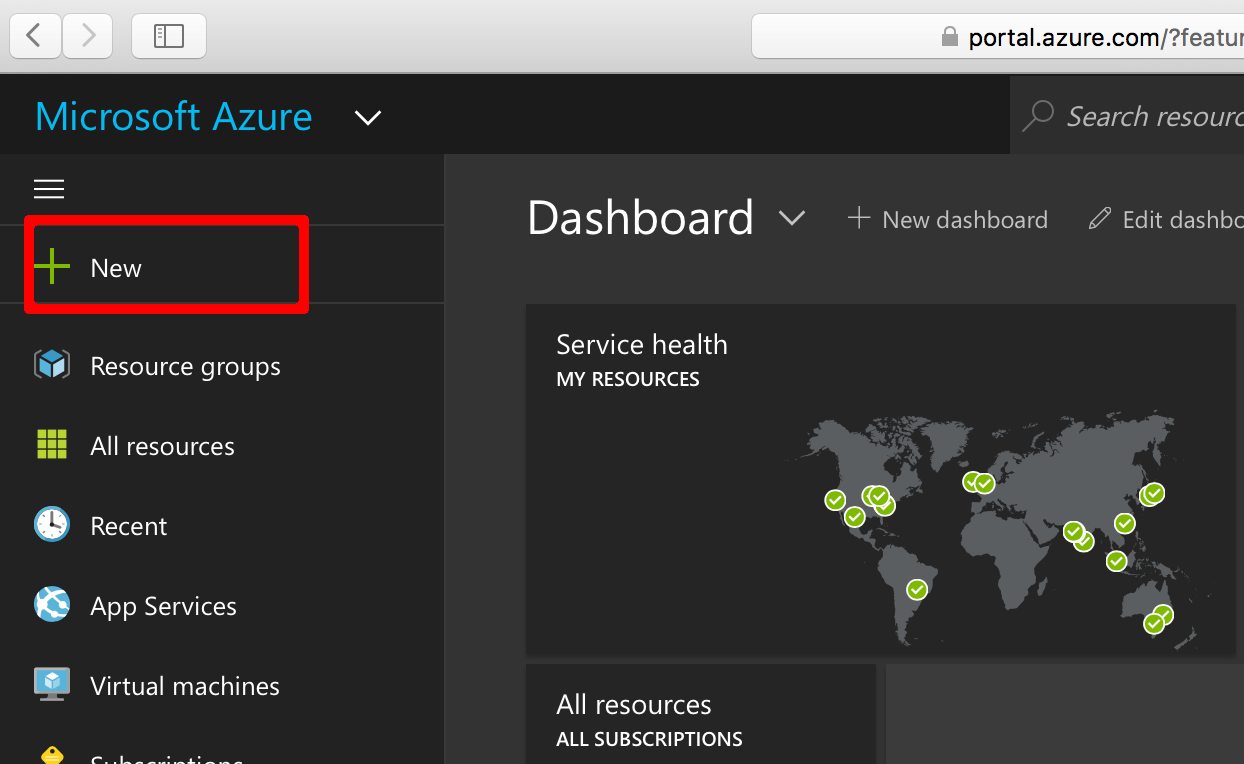 portal.azure.com/?featur
Microsoft Azure
Search resourc
New
Dashboard
New dashboard
Edit dashbo
Resource groups
All resources
Recent
App Services
Virtual machines
Subscriptions
Service health
MY RESOURCES
All resources
ALL SUBSCRIPTIONS